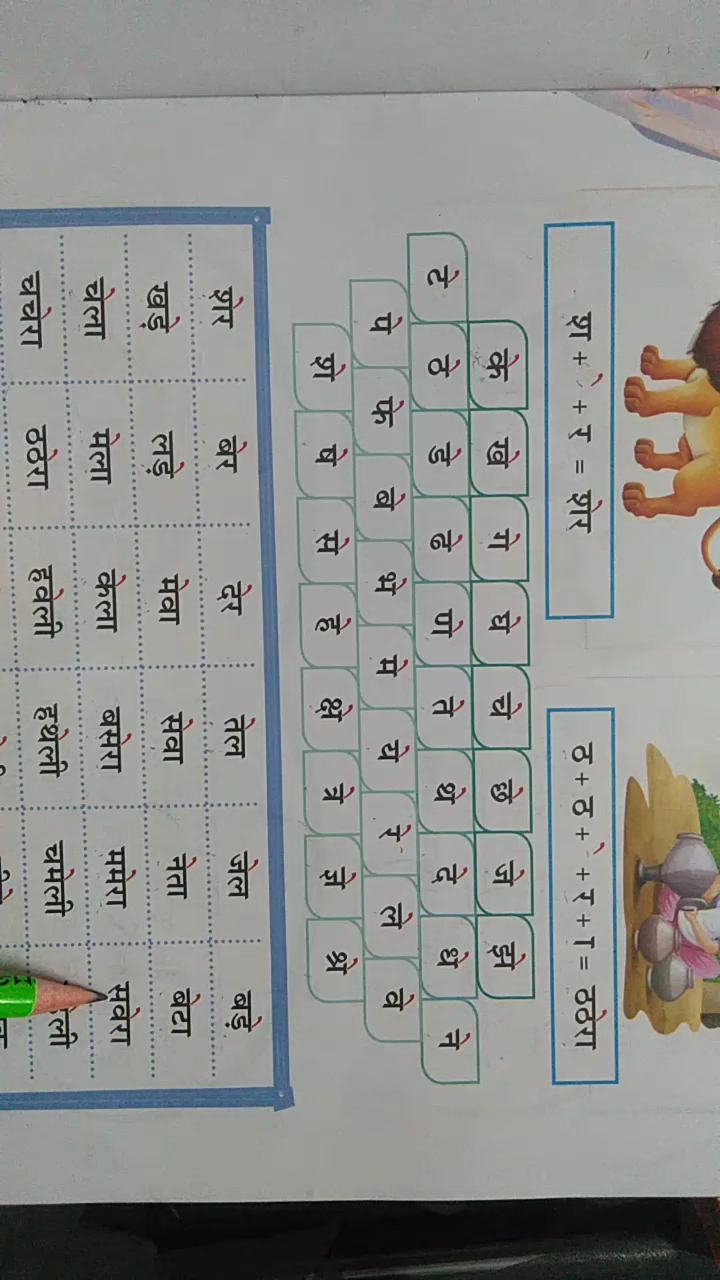 श + े + र = शेर
ठ + ठ + े + र + ा = ठठेरा
के खे गे घे चे छे जे झे
टे ठे डे ढे णे ते थे दे धे ने
पे फे बे भे मे ये रे ले वे
शे षे से हे क्षे त्रे ज्ञे श्रे
शेर बेर देर तेल जेल बड़े
खड़े लड़े मेवा सेवा नेता बेटा
चेला मेला केला बसेरा ममेरा सवेरा
चचेरा ठठेरा हवेली हथेली चमेली